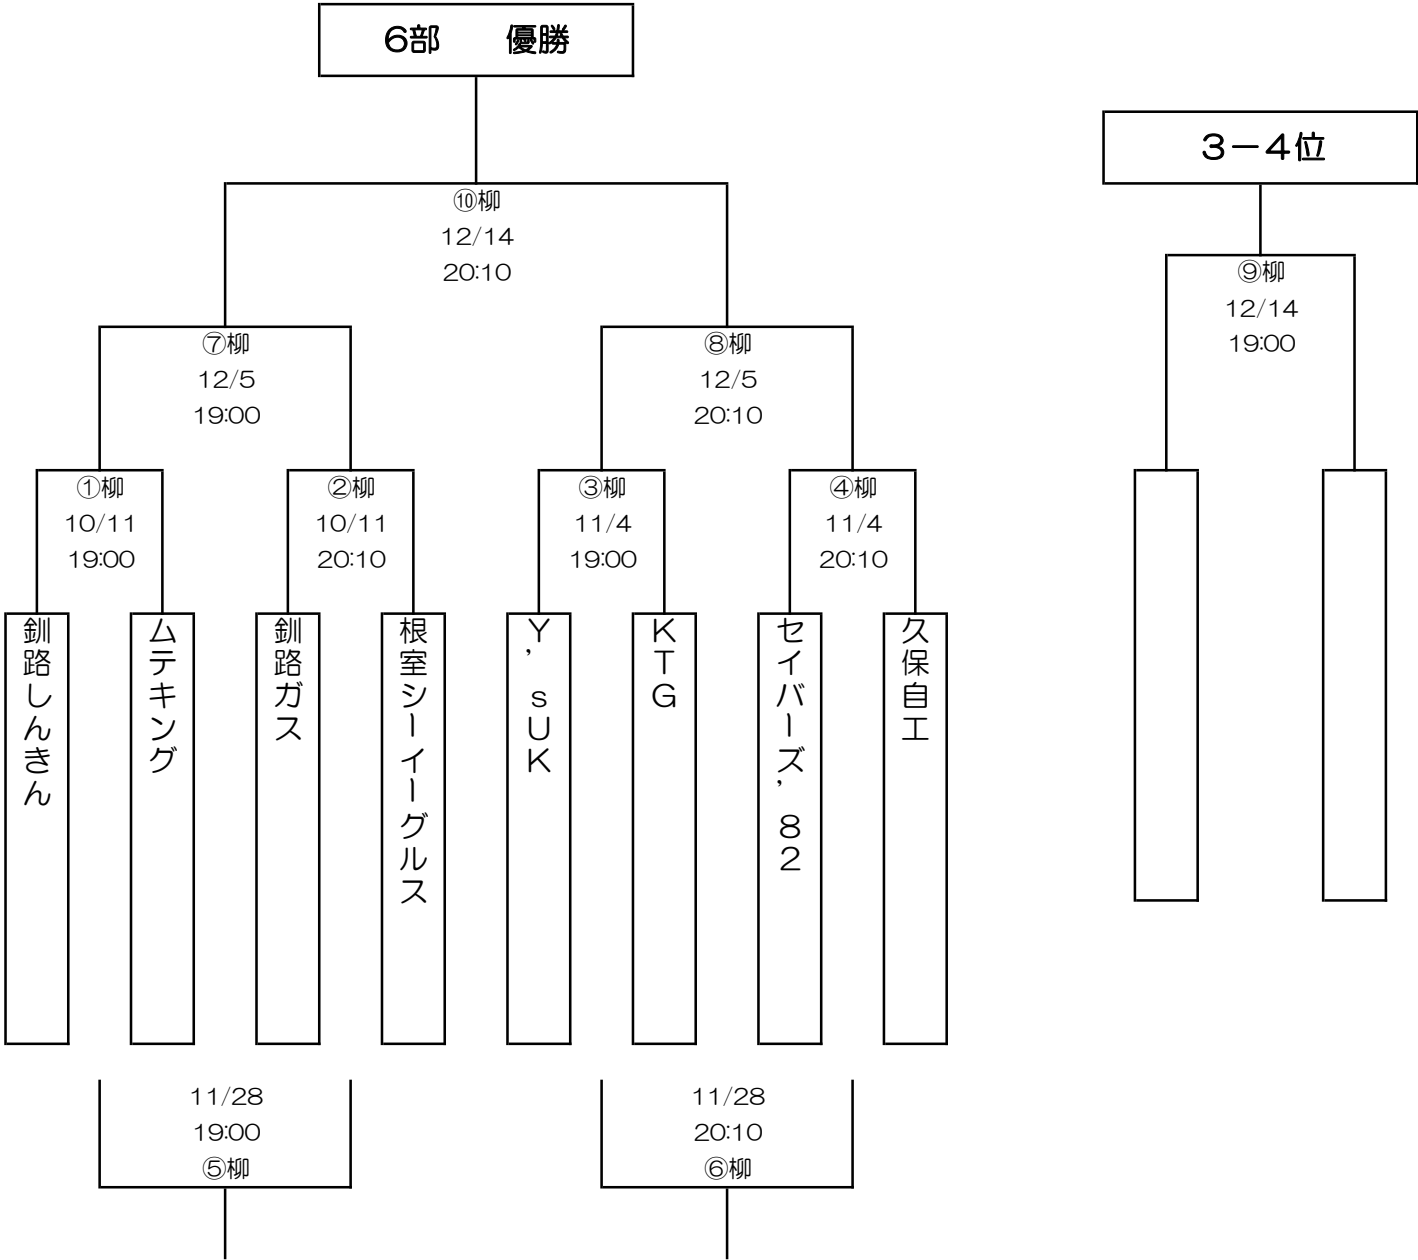 6部　　優勝
３－４位
⑩柳
12/14
20:10
⑨柳
12/14
19:00
⑦柳
12/5
19:00
⑧柳
12/5
20:10
①柳
10/11
19:00
②柳
10/11
20:10
③柳
11/4
19:00
④柳
11/4
20:10
釧路しんきん
ムテキング
釧路ガス
根室シーイーグルス
Ｙ’ｓＵＫ
ＫＴＧ
セイバーズ’８２
久保自工
11/28
19:00
⑤柳
11/28
20:10
⑥柳